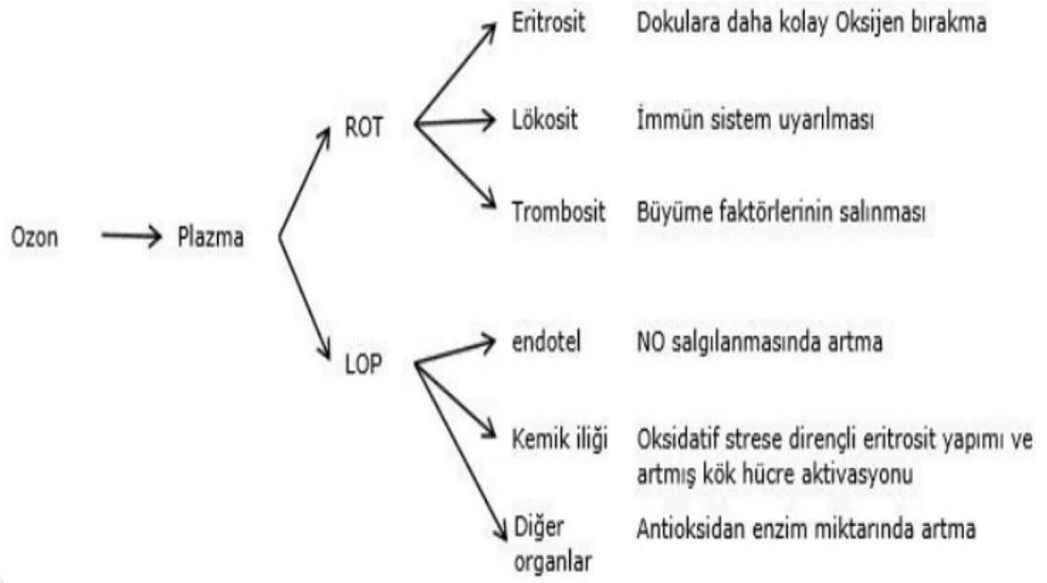 Eritrosit Dokulara daha kolay Oksijen bırakma
ROT Lökosit İmmün sistem uyarılması
Trombosit Büyüme faktörlerinin salınması
Ozon Plazma
endotel NO salgılanmasında artma
LOP
Kemik iliği Oksidatif strese dirençli eritrosit yapımı ve
artmış kök hücre aktivasyonu
Diğer Antioksidan enzim miktarında artma
organlar